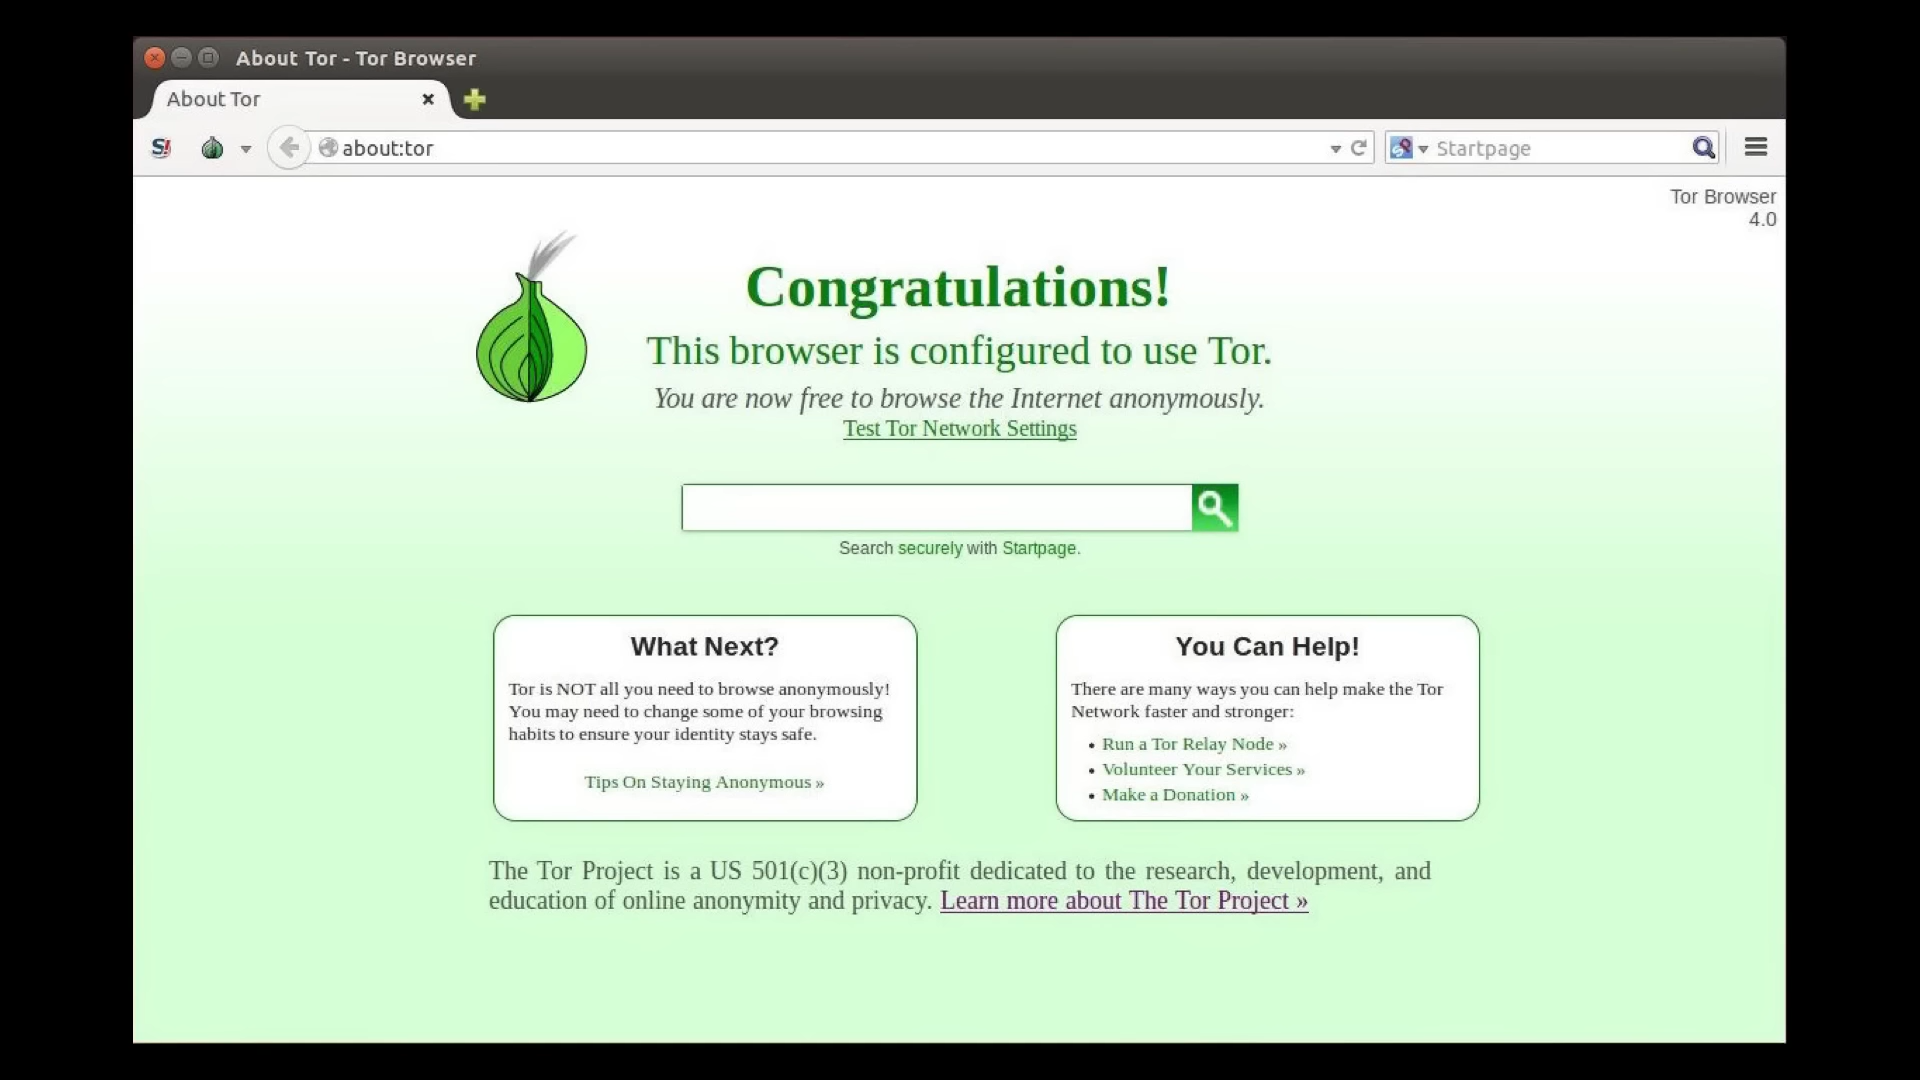 About Tor - Tor Browser
About Tor
S!
about:tor
Startpage
Tor Browser
4.0
Congratulations!
This browser is configured to use Tor.
You are now free to browse the Internet anonymously.
Test Tor Network Settings
Search securely with Startpage.
What Next?
Tor is NOT all you need to browse anonymously!
You may need to change some of your browsing
habits to ensure your identity stays safe.
Tips On Staying Anonymous »
You Can Help!
There are many ways you can help make the Tor
Network faster and stronger:
• Run a Tor Relay Node »
• Volunteer Your Services »
• Make a Donation »
The Tor Project is a US 501(c)(3) non-profit dedicated to the research, development, and
education of online anonymity and privacy. Learn more about The Tor Project »